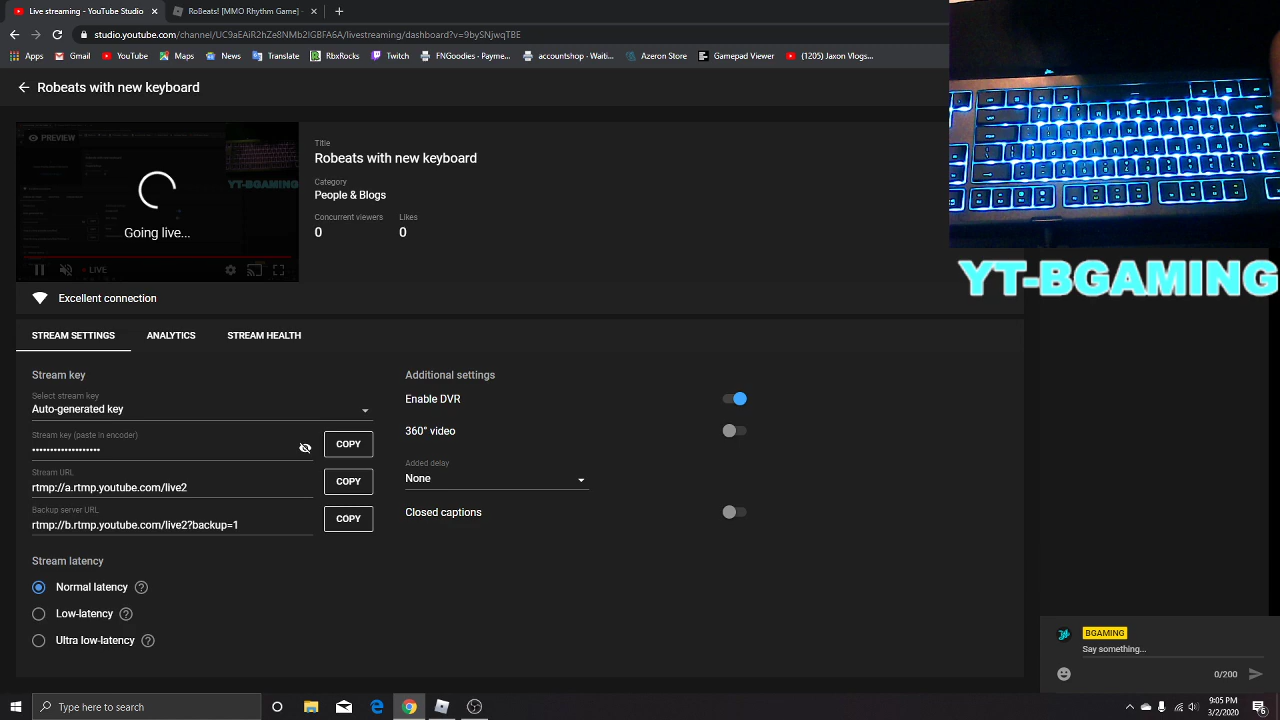 Live streaming - YouTube Studio
RoBeats! [MMO Rhythm Game] -
studio.youtube.com/channel/UC9aEAiR2hZe8NMb2IGBFA6A/livestreaming/dashboard?v=9bySNjwqTBE
Apps
Gmail
YouTube
Maps
News
Translate
RbxRocks
Twitch
FNGoodies - Payme...
accountshop - Wait...
Azeron Store
Gamepad Viewer
(1205) Jaxon Vlogs...
Robeats with new keyboard
PREVIEW
YT-BGAMING
Going live...
LIVE
Title
Robeats with new keyboard
Category
People & Blogs
Concurrent viewers
Likes
0
0
YT-BGAMING
Excellent connection
STREAM SETTINGS
ANALYTICS
STREAM HEALTH
Stream key
Select stream key
Auto-generated key
Stream key (paste in encoder)
••••••••••••••••••••
COPY
Stream URL
rtmp://a.rtmp.youtube.com/live2
COPY
Backup server URL
rtmp://b.rtmp.youtube.com/live2?backup=1
COPY
Stream latency
Normal latency
Low-latency
Ultra low-latency
Additional settings
Enable DVR
360° video
Added delay
None
Closed captions
BGAMING
Say something...
0/200
Type here to search
9:05 PM
3/2/2020
6